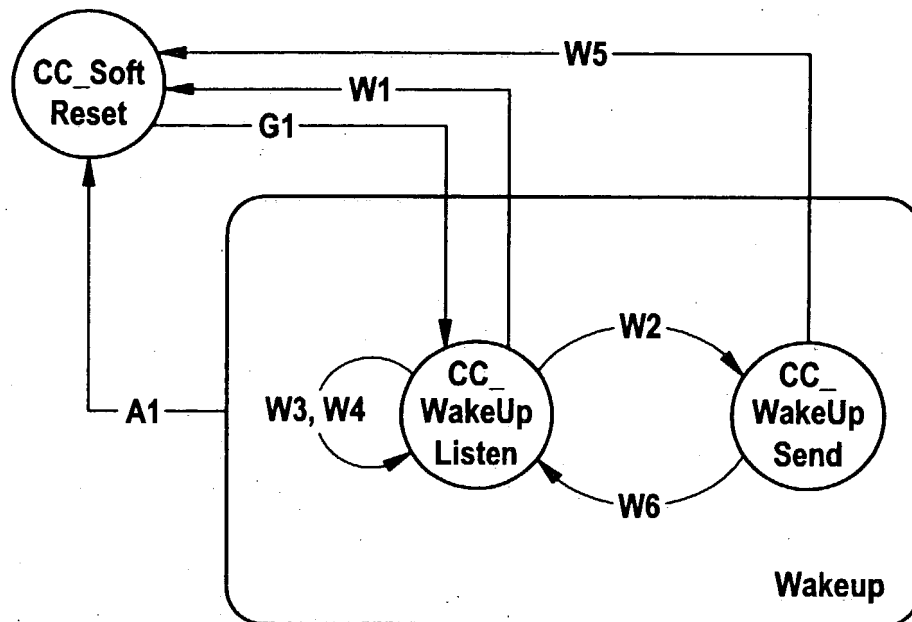 W5
CC_Soft
Reset
W1
G1
W2
CC_
WakeUp
Listen
CC_
WakeUp
Send
W3, W4
A1
W6
Wakeup